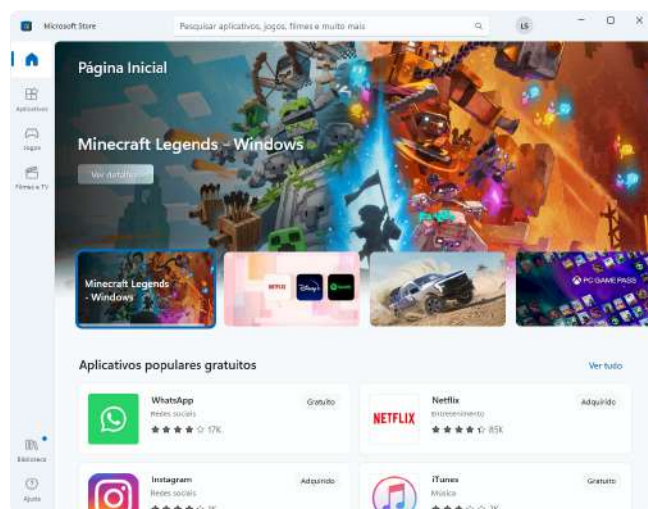 Microsoft Store
Pesquisar aplicativos, jogos, filmes e muito mais
LS
Página Inicial
Aplicativos
Jogos
Filmes e TV
Minecraft Legends - Windows
Ver detalhes
Minecraft Legends
- Windows
NETFLIX
Disney+
Spotify
PC GAME PASS
Aplicativos populares gratuitos
Ver tudo
WhatsApp
Gratuito
Redes sociais
17K
NETFLIX
Netflix
Adquirido
Entretenimento
85K
Biblioteca
Ajuda
Instagram
Adquirido
Redes sociais
iTunes
Gratuito
Música